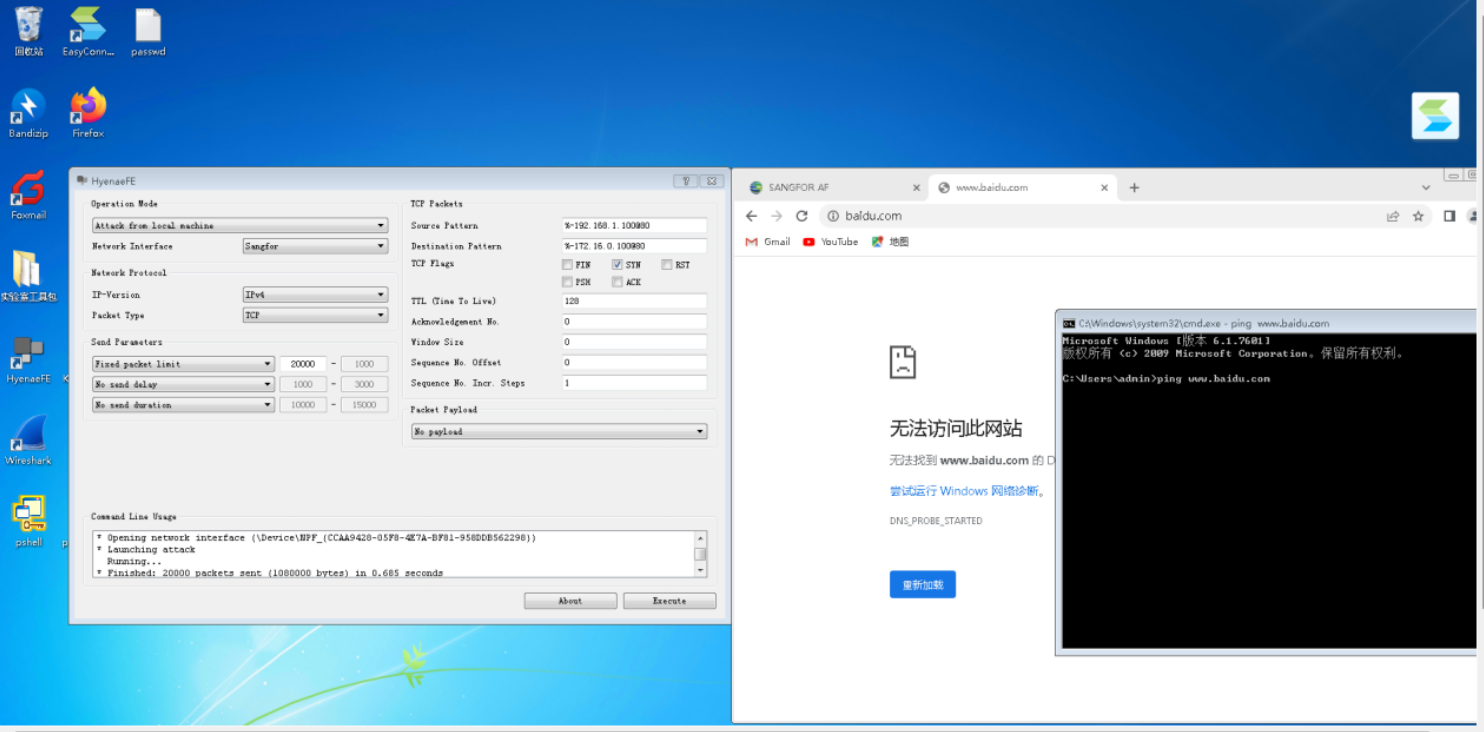 回收站
EasyConn...
passwd
Bandizip
Firefox
Foxmail
实验室工具包
HyenaeFE
K
Wireshark
pshell
p
HyenaeFE
Operation Mode
Attack from local machine
Network Interface
Sangfor
Network Protocol
IP-Version
IPv4
Packet Type
TCP
Send Parameters
Fixed packet limit
20000 - 1000
No send delay
1000 - 3000
No send duration
10000 - 15000
TCP Packets
Source Pattern
%-192.168.1.100@80
Destination Pattern
%-172.16.0.100@80
TCP Flags
FIN SYN RST
PSH ACK
TTL (Time To Live)
128
Acknowledgement No.
0
Window Size
0
Sequence No. Offset
0
Sequence No. Incr. Steps
1
Packet Payload
No payload
Command Line Usage
* Opening network interface (\Device\NPF_{CCAA9428-05F8-4E7A-BF81-958DDB562298})
* Launching attack
Running...
* Finished: 20000 packets sent (1080000 bytes) in 0.685 seconds
About
Execute
SANGFOR AF
www.baidu.com
baidu.com
Gmail
YouTube
地图
无法访问此网站
无法找到 www.baidu.com 的 D
尝试运行 Windows 网络诊断。
DNS_PROBE_STARTED
重新加载
C:\Windows\system32\cmd.exe - ping www.baidu.com
Microsoft Windows [版本 6.1.7601]
版权所有 (c) 2009 Microsoft Corporation。保留所有权利。
C:\Users\admin>ping www.baidu.com